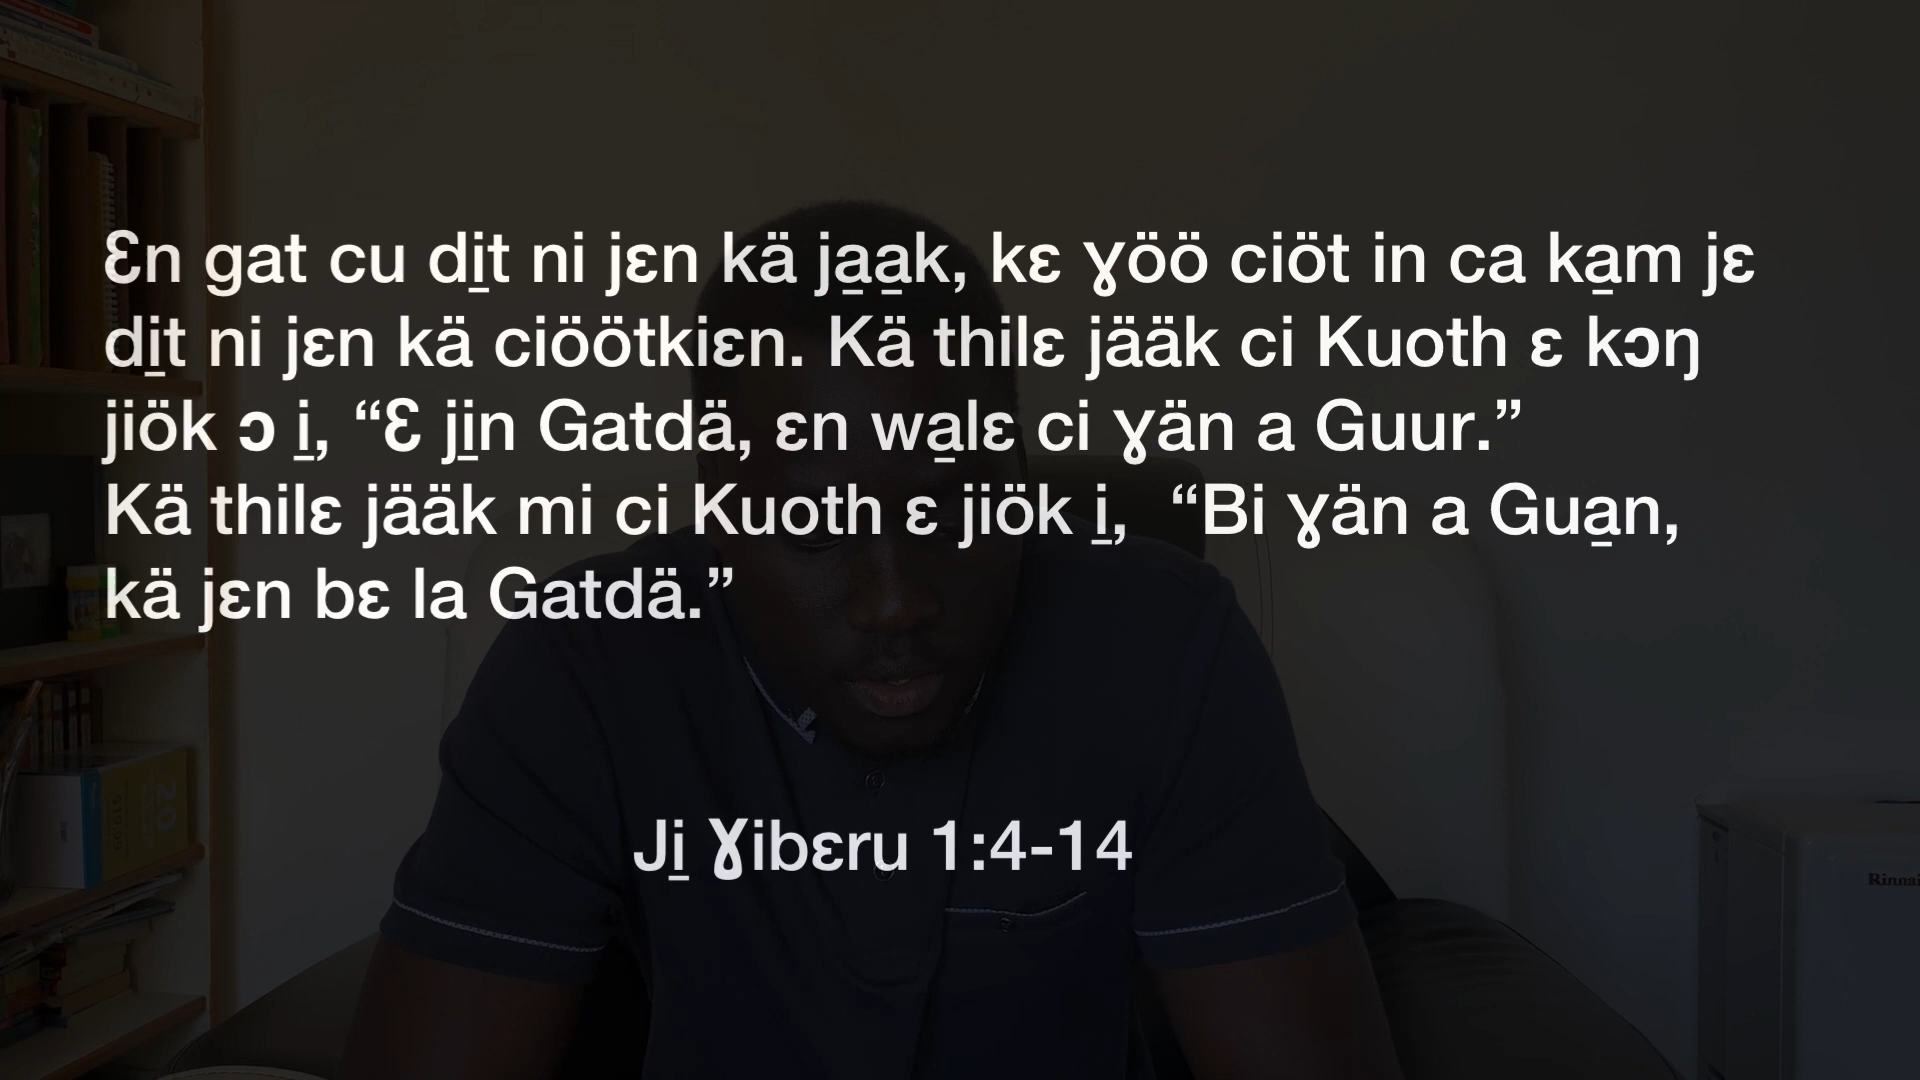 Ɛn gat cu di̱t ni jɛn kä ja̱a̱k, kɛ ɣöö ciöt in ca ka̱m jɛ
di̱t ni jɛn kä ciöötkiɛn. Kä thilɛ jääk ci Kuoth ɛ kɔŋ
jiök ɔ i̱, “Ɛ ji̱n Gatdä, ɛn wa̱lɛ ci ɣän a Guur.”
Kä thilɛ jääk mi ci Kuoth ɛ jiök i̱, “Bi ɣän a Gua̱n,
kä jɛn bɛ la Gatdä.”
Ji̱ Ɣibɛru 1:4-14
Rinnai
20